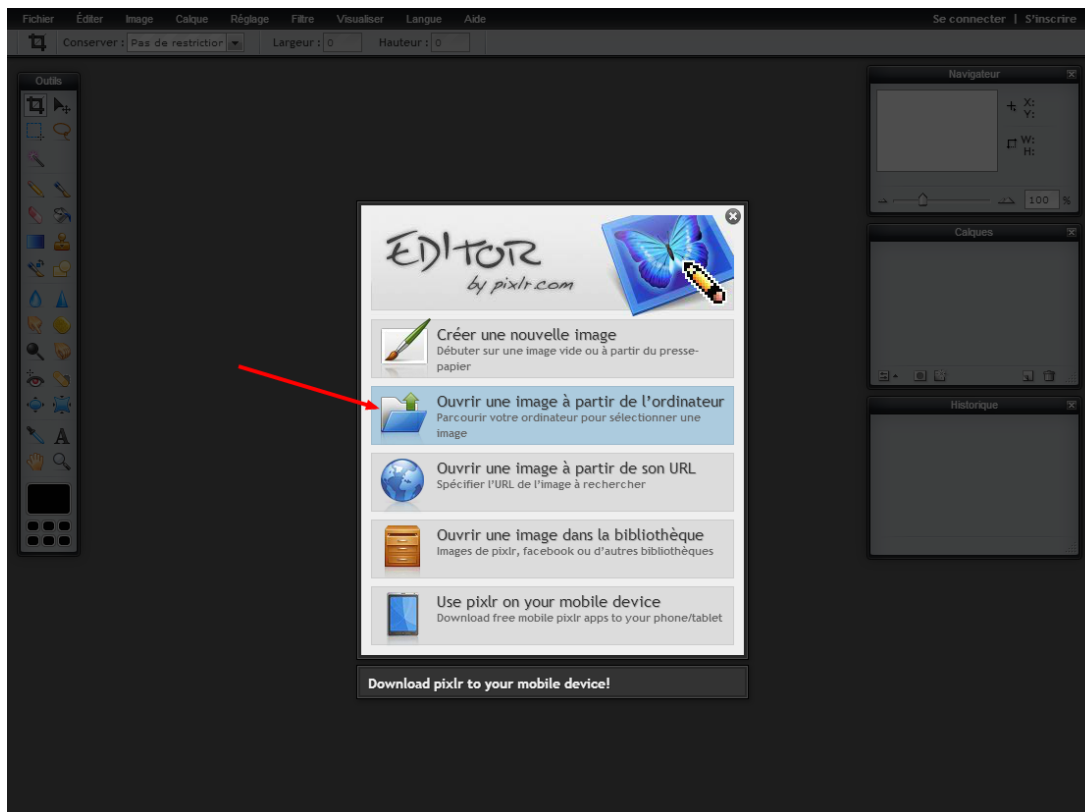 Fichier Éditer Image Calque Réglage Filtre Visualiser Langue Aide Se connecter | S'inscrire
Conserver : Pas de restriction Largeur : 0 Hauteur : 0
Outils
Navigateur
X:
Y:
W:
H:
100 %
Calques
Historique
EDITOR
by pixlr.com
Créer une nouvelle image
Débuter sur une image vide ou à partir du presse-
papier
Ouvrir une image à partir de l'ordinateur
Parcourir votre ordinateur pour sélectionner une
image
Ouvrir une image à partir de son URL
Spécifier l'URL de l'image à rechercher
Ouvrir une image dans la bibliothèque
Images de pixlr, facebook ou d'autres bibliothèques
Use pixlr on your mobile device
Download free mobile pixlr apps to your phone/tablet
Download pixlr to your mobile device!